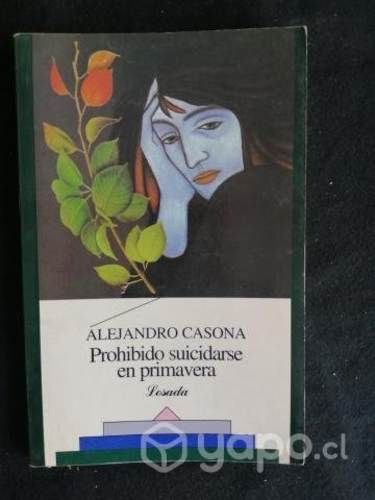 ALEJANDRO CASONA
Prohibido suicidarse
en primavera
Losada
yapo.cl